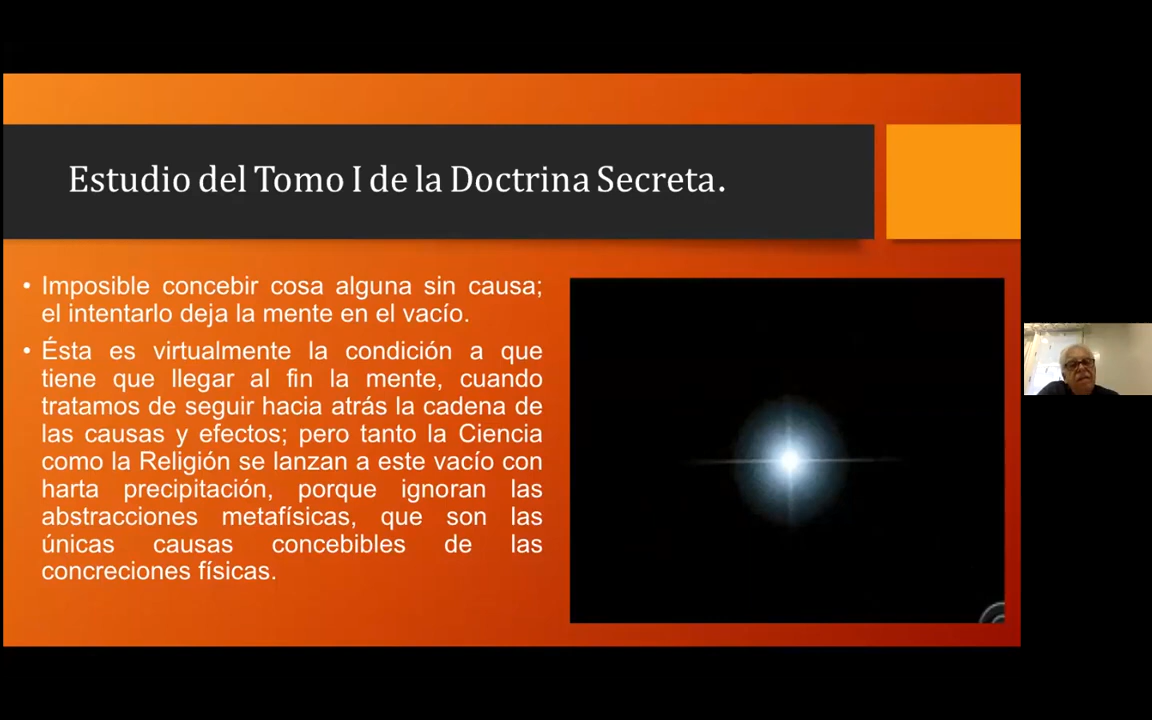 Estudio del Tomo I de la Doctrina Secreta.
• Imposible concebir cosa alguna sin causa;
el intentarlo deja la mente en el vacío.
• Ésta es virtualmente la condición a que
tiene que llegar al fin la mente, cuando
tratamos de seguir hacia atrás la cadena de
las causas y efectos; pero tanto la Ciencia
como la Religión se lanzan a este vacío con
harta precipitación, porque ignoran las
abstracciones metafísicas, que son las
únicas causas concebibles de las
concreciones físicas.